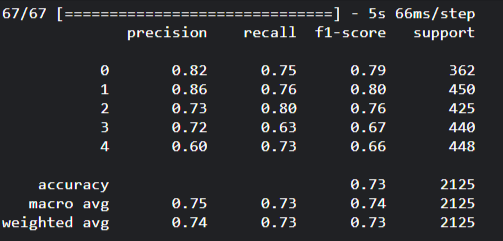 67/67 [==============================] - 5s 66ms/step
precision recall f1-score support
0 0.82 0.75 0.79 362
1 0.86 0.76 0.80 450
2 0.73 0.80 0.76 425
3 0.72 0.63 0.67 440
4 0.60 0.73 0.66 448
accuracy 0.73 2125
macro avg 0.75 0.73 0.74 2125
weighted avg 0.74 0.73 0.73 2125